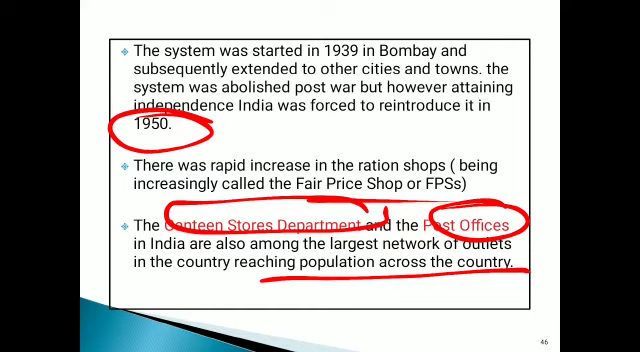 The system was started in 1939 in Bombay and
subsequently extended to other cities and towns. the
system was abolished post war but however attaining
independence India was forced to reintroduce it in
1950.
There was rapid increase in the ration shops ( being
increasingly called the Fair Price Shop or FPSs)
The Canteen Stores Department and the Post Offices
in India are also among the largest network of outlets
in the country reaching population across the country.
46